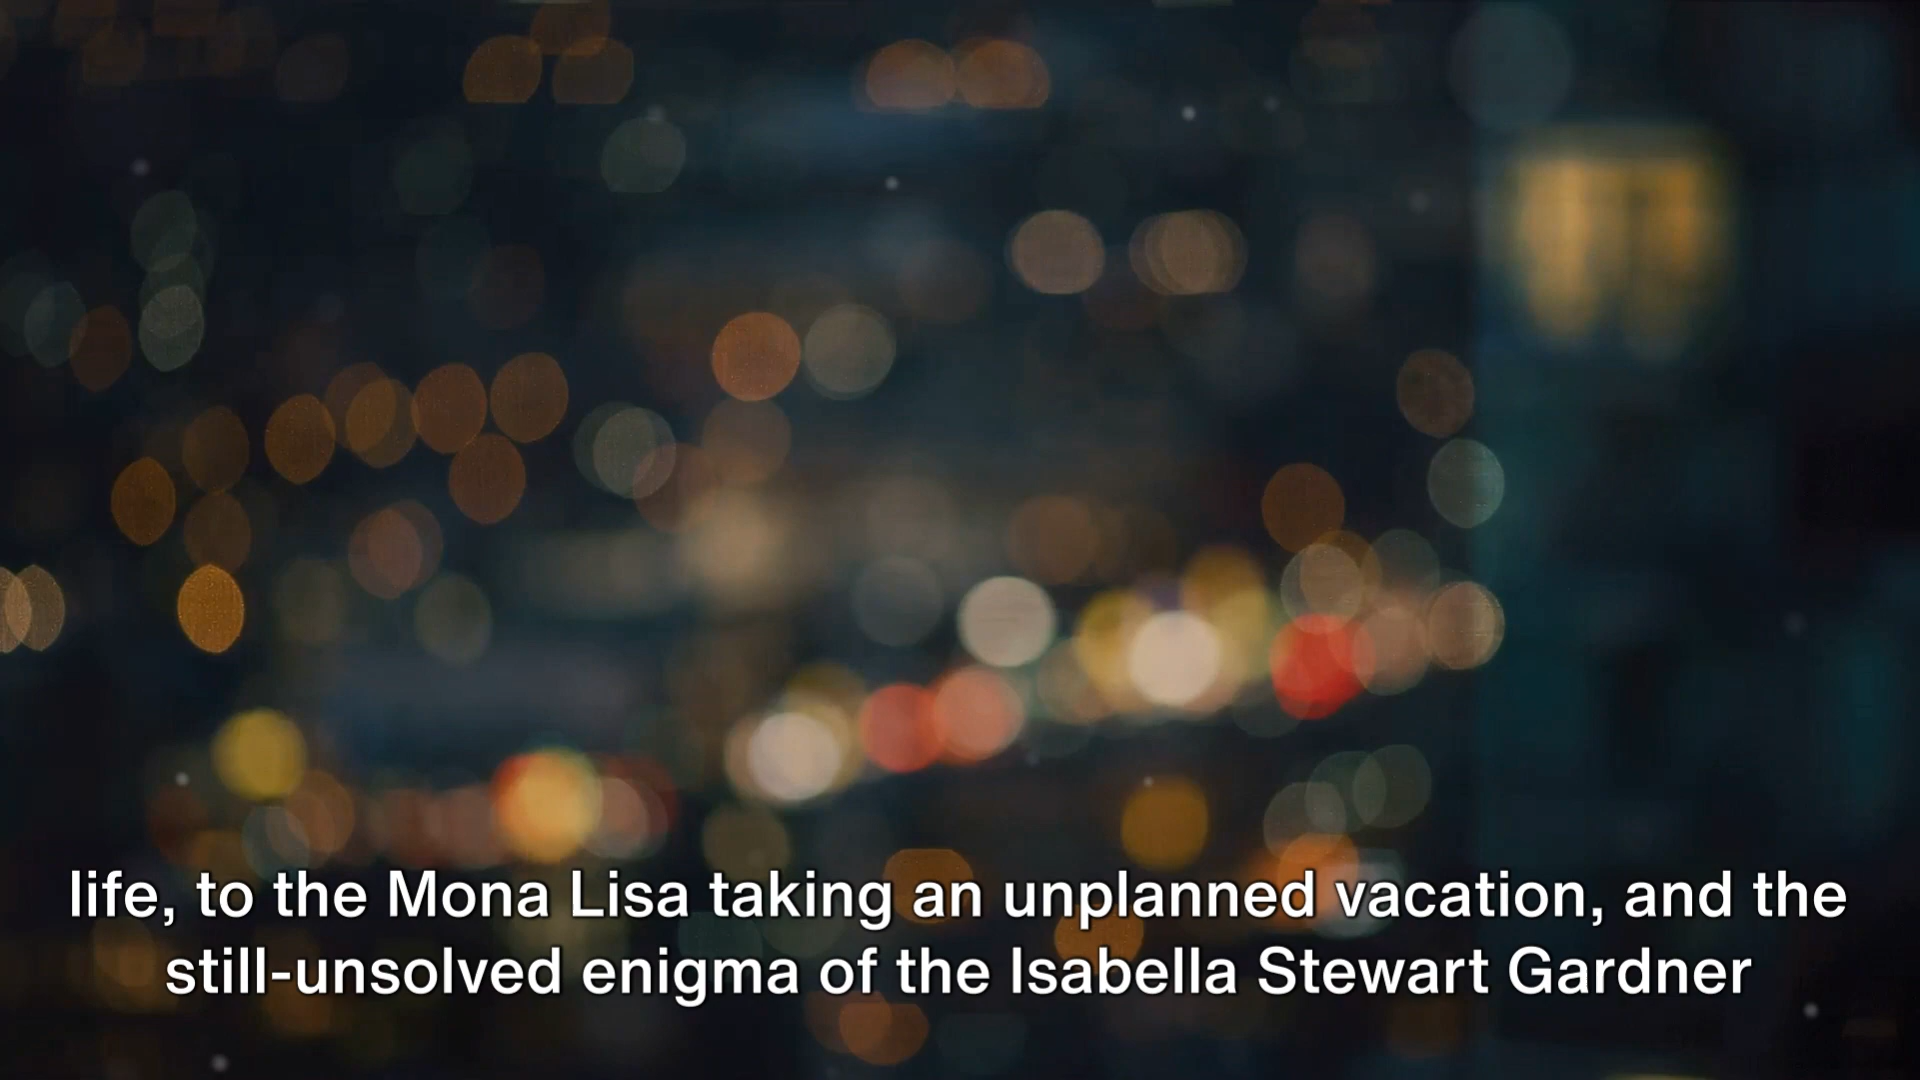 life, to the Mona Lisa taking an unplanned vacation, and the
still-unsolved enigma of the Isabella Stewart Gardner